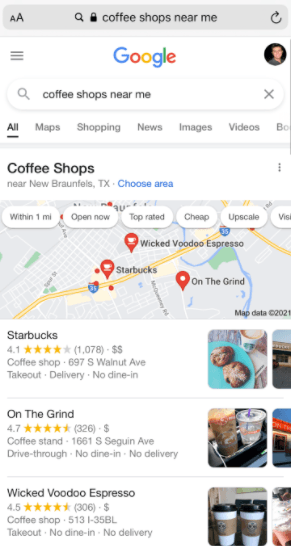 AA coffee shops near me
Google
coffee shops near me
All Maps Shopping News Images Videos Bo
Coffee Shops
near New Braunfels, TX · Choose area
Within 1 mi Open now Top rated Cheap Upscale Visi
35
Wicked Voodoo Espresso
Starbucks
On The Grind
35
Map data ©2021
Starbucks
4.1 (1,078) · $$
Coffee shop · 697 S Walnut Ave
Takeout · Delivery · No dine-in
On The Grind
4.7 (326) · $
Coffee stand · 1661 S Seguin Ave
Drive-through · No dine-in · No delivery
Wicked Voodoo Espresso
4.5 (306) · $
Coffee shop · 513 I-35BL
Takeout · No dine-in · No delivery